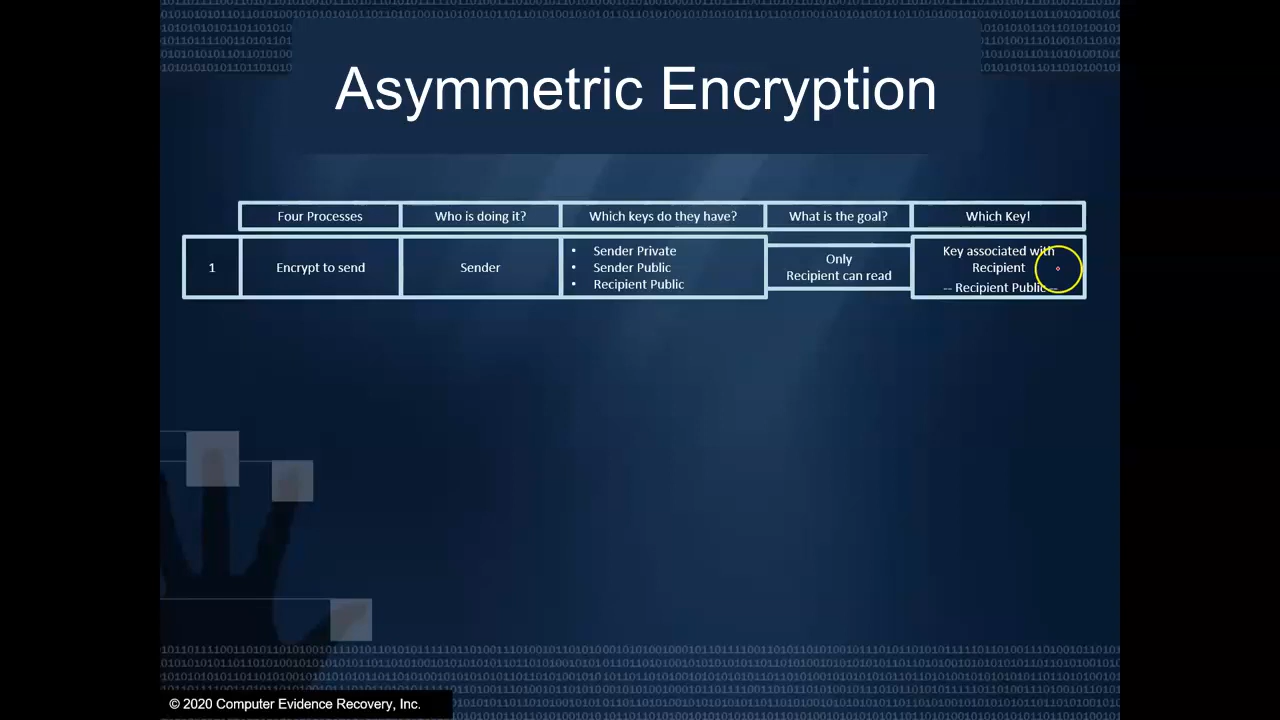 Asymmetric Encryption
Four Processes
Who is doing it?
Which keys do they have?
What is the goal?
Which Key!
1
Encrypt to send
Sender
• Sender Private
• Sender Public
• Recipient Public
Only
Recipient can read
Key associated with
Recipient
-- Recipient Public --
© 2020 Computer Evidence Recovery, Inc.